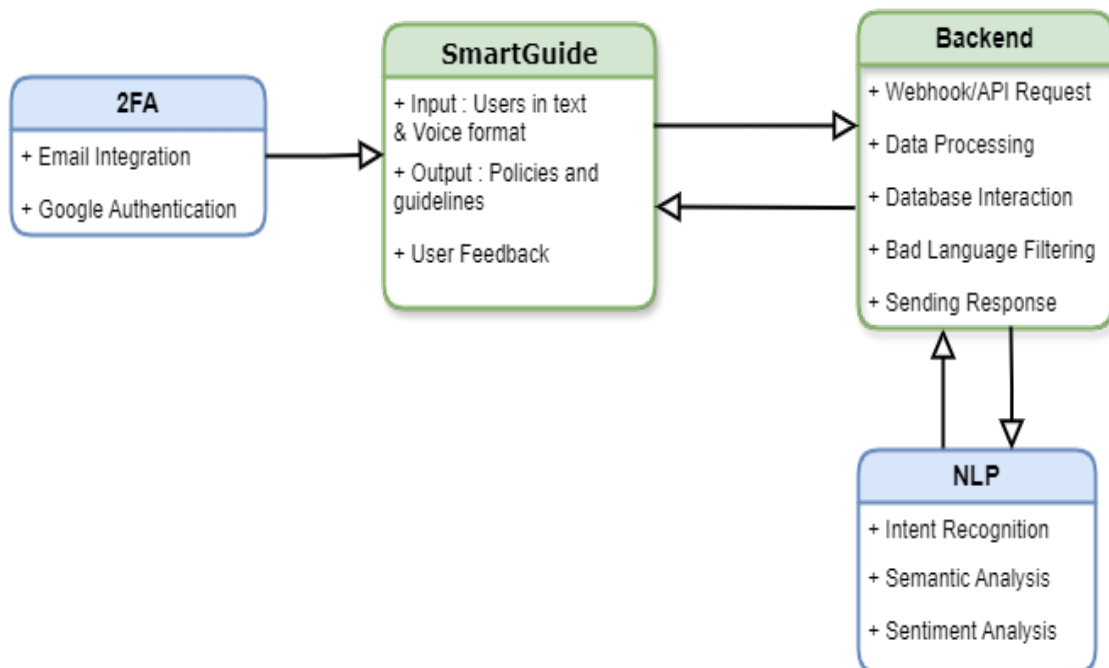 2FA
+ Email Integration
+ Google Authentication
SmartGuide
+ Input : Users in text
& Voice format
+ Output : Policies and
guidelines
+ User Feedback
Backend
+ Webhook/API Request
+ Data Processing
+ Database Interaction
+ Bad Language Filtering
+ Sending Response
NLP
+ Intent Recognition
+ Semantic Analysis
+ Sentiment Analysis